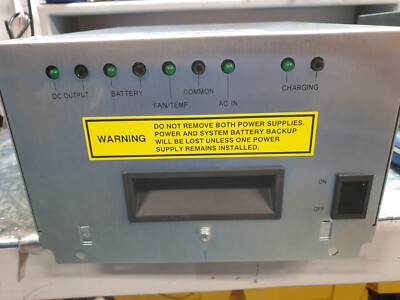 DC OUTPUT
BATTERY
FAN/TEMP
COMMON
AC IN
CHARGING
WARNING
DO NOT REMOVE BOTH POWER SUPPLIES.
POWER AND SYSTEM BATTERY BACKUP
WILL BE LOST UNLESS ONE POWER
SUPPLY REMAINS INSTALLED.
ON
OFF